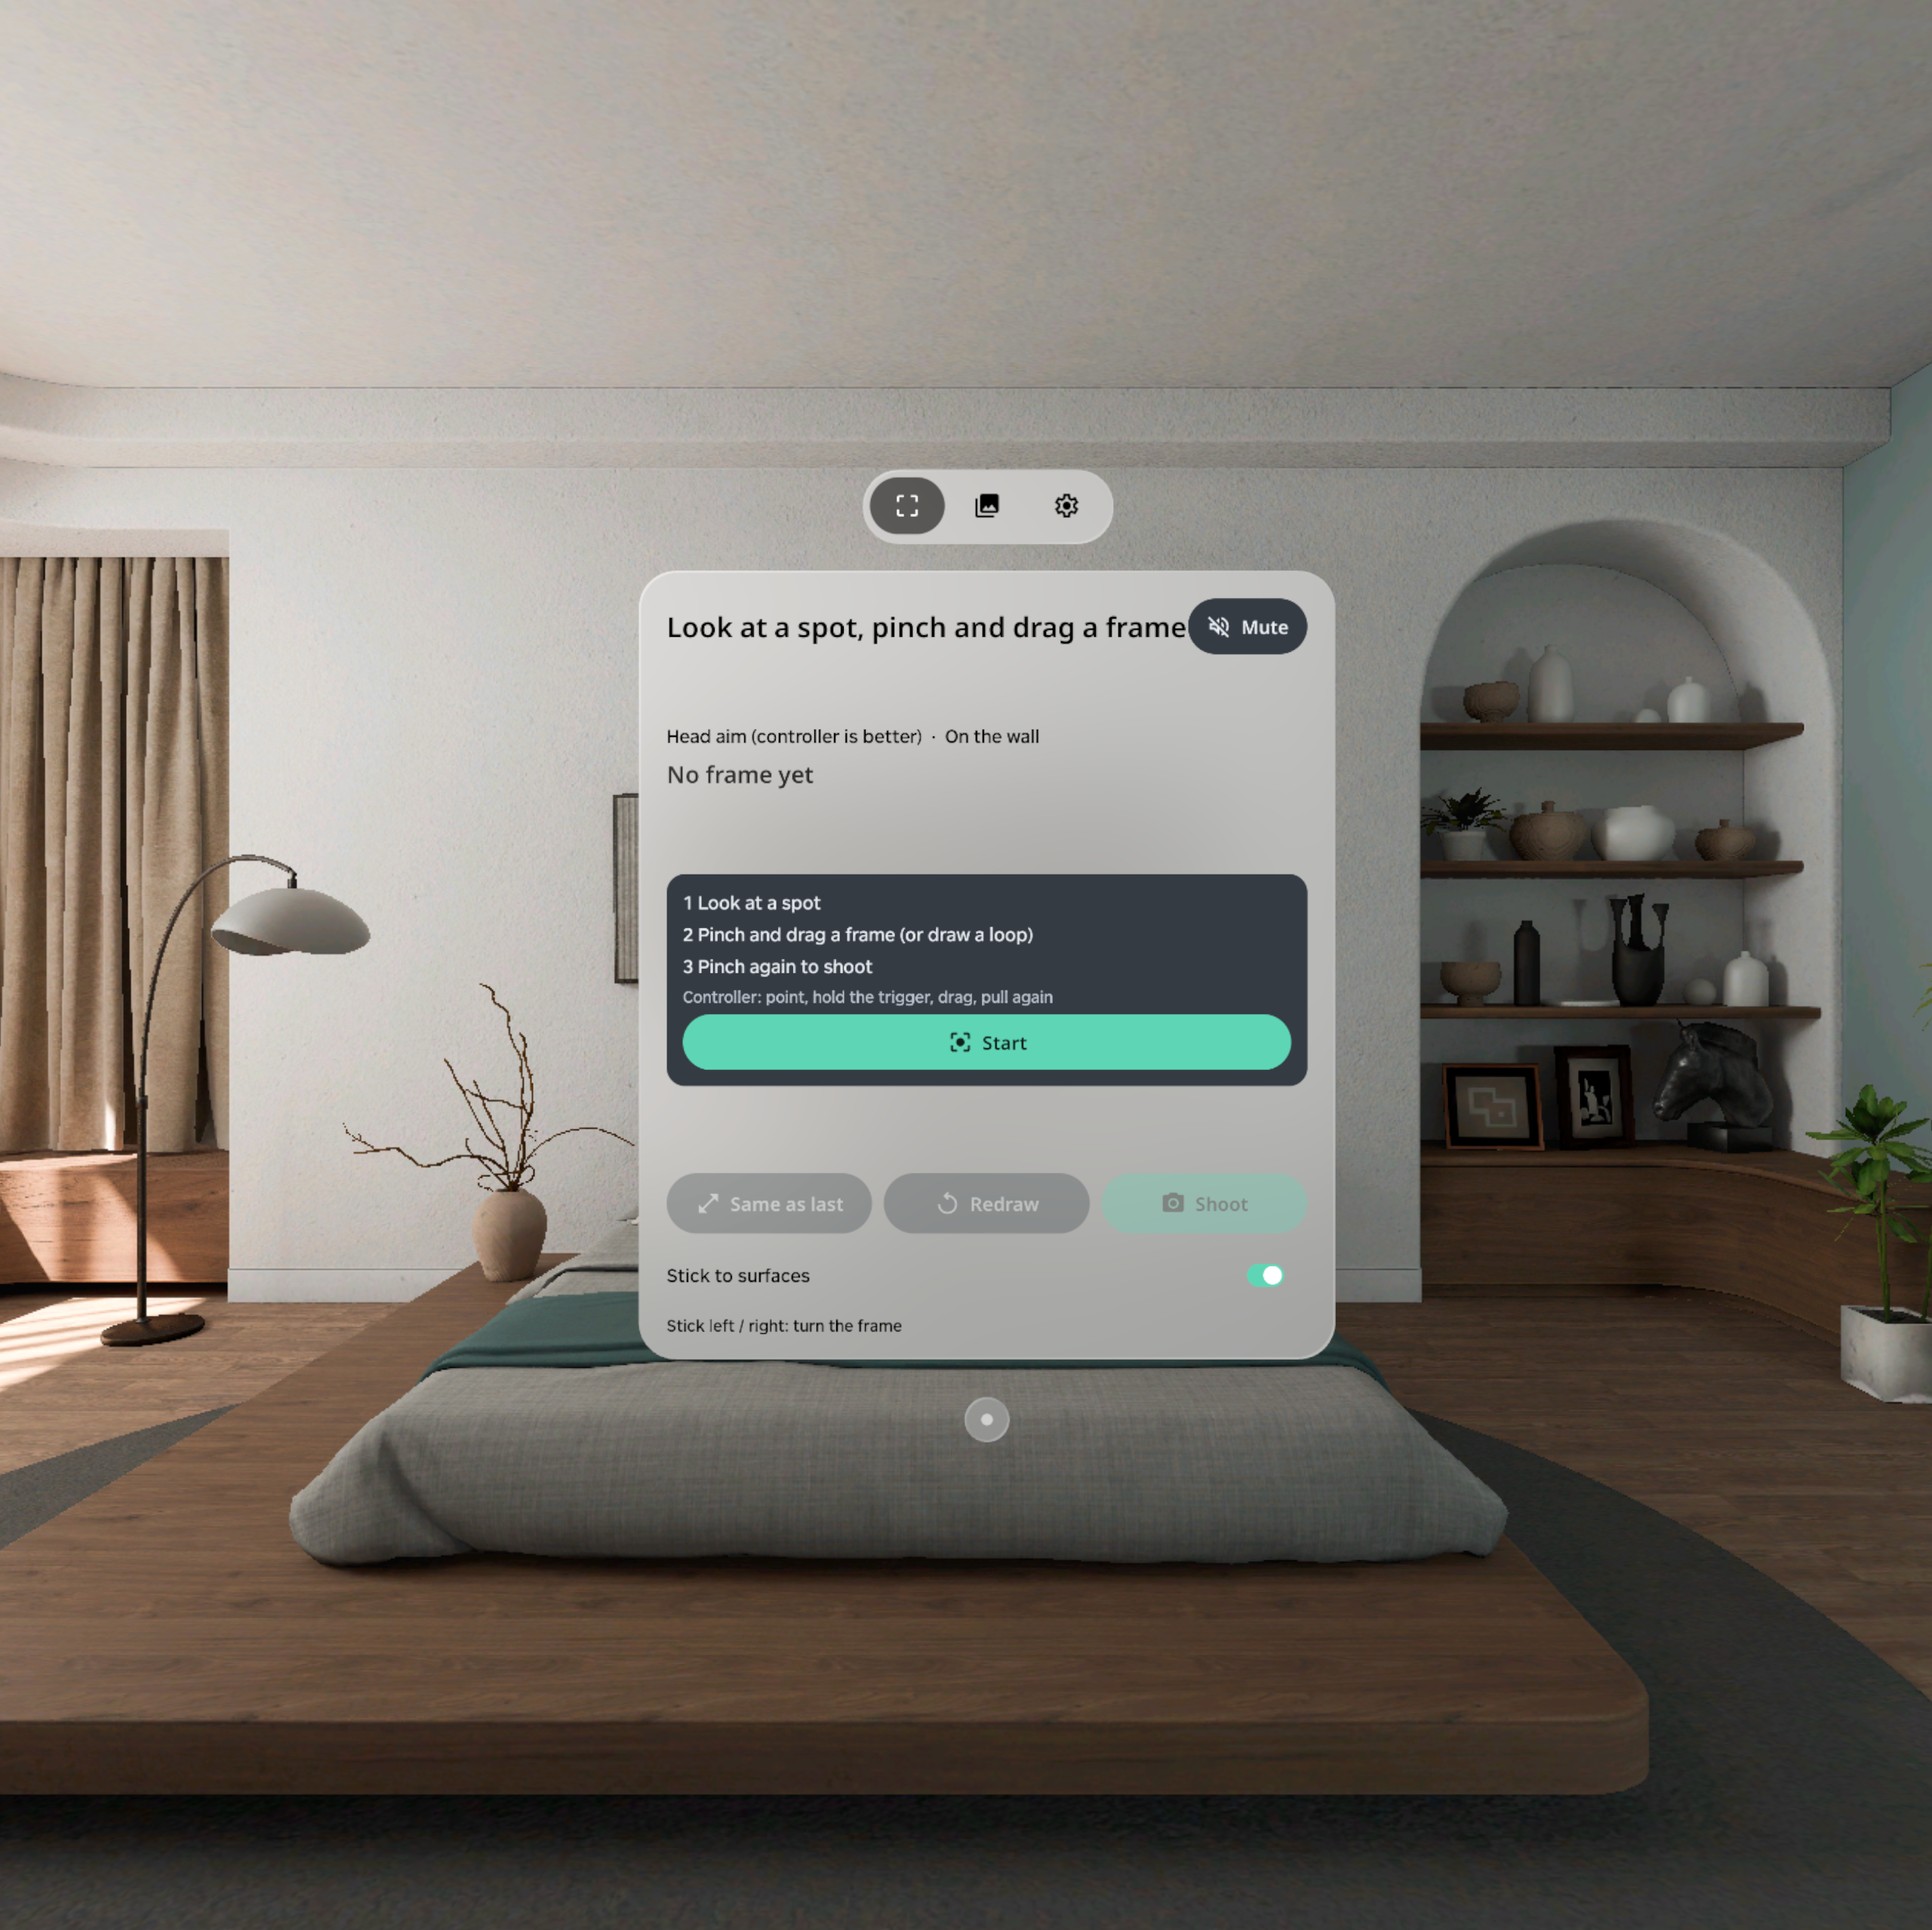 Look at a spot, pinch and drag a frame
Mute
Head aim (controller is better) · On the wall
No frame yet
1 Look at a spot
2 Pinch and drag a frame (or draw a loop)
3 Pinch again to shoot
Controller: point, hold the trigger, drag, pull again
Start
Same as last
Redraw
Shoot
Stick to surfaces
Stick left / right: turn the frame